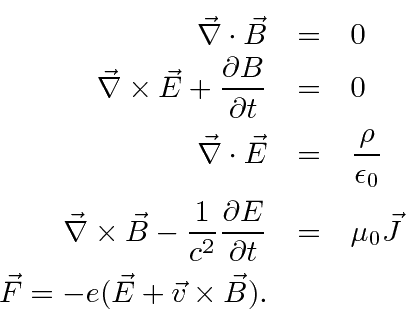 ∇⃗ · B⃗ = 0
∇⃗ × E⃗ + ∂B/∂t = 0
∇⃗ · E⃗ = ρ/ϵ₀
∇⃗ × B⃗ − 1/c² ∂E/∂t = μ₀J⃗
F⃗ = −e(E⃗ + v⃗ × B⃗).